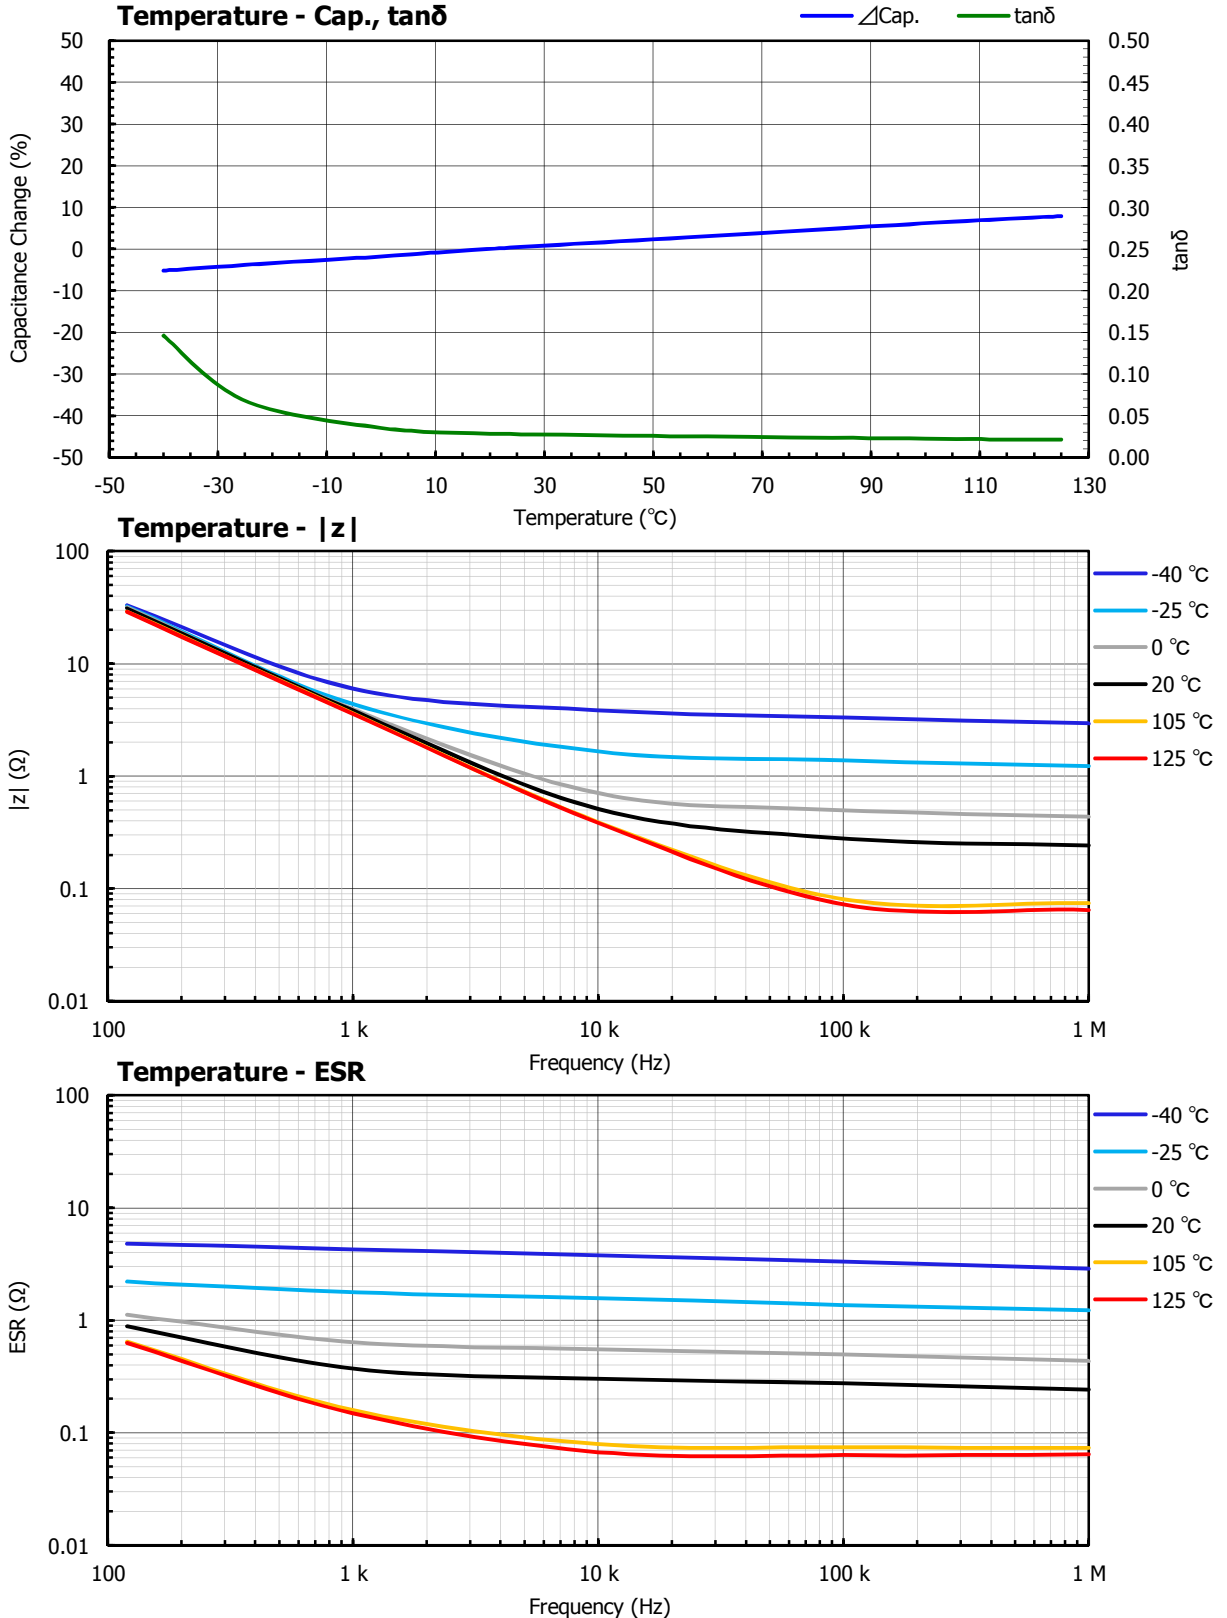 Temperature - Cap., tanδ
⊿Cap.
tanδ
50
40
30
20
10
0
-10
-20
-30
-40
-50
Capacitance Change (%)
0.50
0.45
0.40
0.35
0.30
0.25
0.20
0.15
0.10
0.05
0.00
tanδ
-50 -30 -10 10 30 50 70 90 110 130
Temperature (℃)
Temperature - |z|
100
10
1
0.1
0.01
|z| (Ω)
-40 ℃
-25 ℃
0 ℃
20 ℃
105 ℃
125 ℃
100 1 k 10 k 100 k 1 M
Frequency (Hz)
Temperature - ESR
100
10
1
0.1
0.01
ESR (Ω)
-40 ℃
-25 ℃
0 ℃
20 ℃
105 ℃
125 ℃
100 1 k 10 k 100 k 1 M
Frequency (Hz)